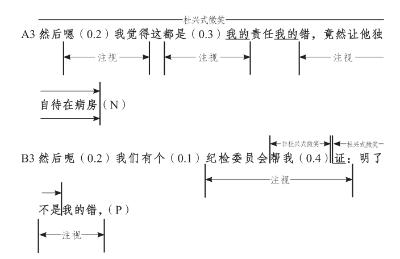 杜兴式微笑
A3 然后嗯（0.2）我觉得这都是（0.3）我的责任我的错，竟然让他独
注视 注视 注视
自待在病房（N）
非杜兴式微笑 杜兴式微笑
B3 然后呢（0.2）我们有个（0.1）纪检委员会帮我（0.4）证：明了
注视
不是我的错，（P）
注视